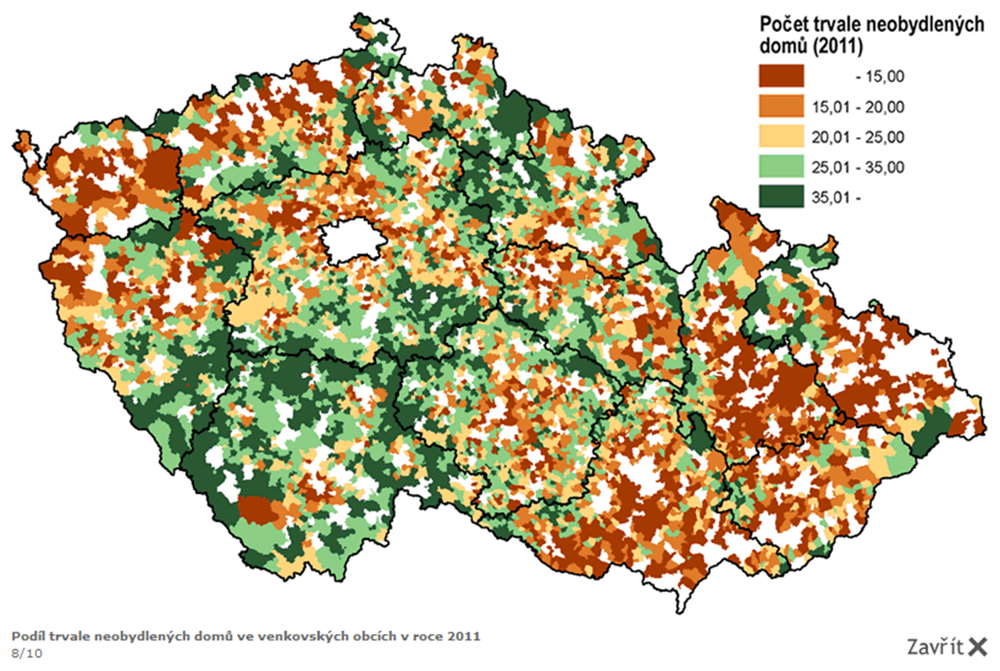 Počet trvale neobydlených
domů (2011)
- 15,00
15,01 - 20,00
20,01 - 25,00
25,01 - 35,00
35,01 -
Podíl trvale neobydlených domů ve venkovských obcích v roce 2011
8/10
Zavřít